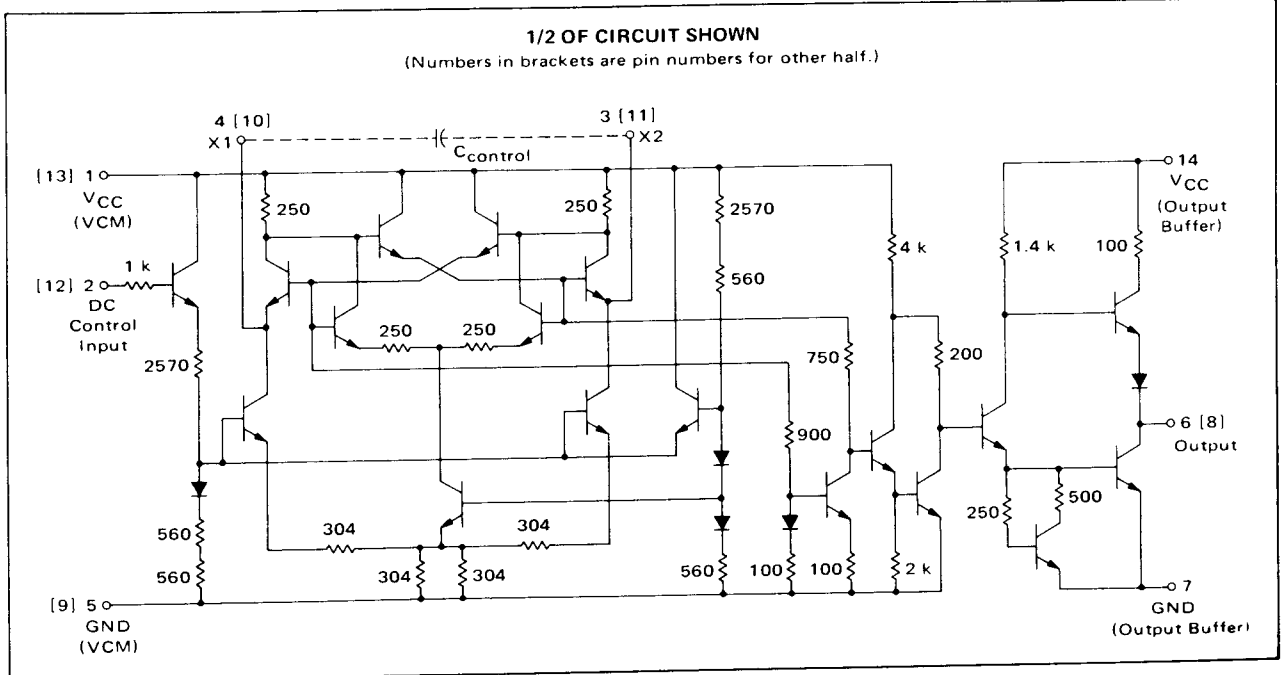 1/2 OF CIRCUIT SHOWN
(Numbers in brackets are pin numbers for other half.)
4 [10]
X1
3 [11]
X2
Ccontrol
[13] 1
VCC
(VCM)
250
250
2570
560
4 k
1.4 k
100
14
VCC
(Output
Buffer)
[12] 2
DC
Control
Input
1 k
2570
250
250
750
200
900
6 [8]
Output
560
560
304
304
304
304
560
100
100
2 k
250
500
[9] 5
GND
(VCM)
7
GND
(Output Buffer)